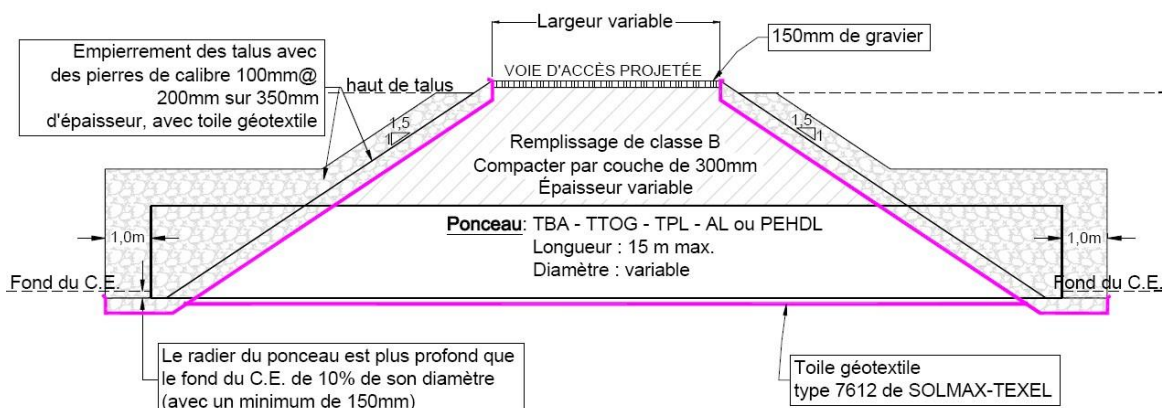 Largeur variable
150mm de gravier
Empierrement des talus avec
des pierres de calibre 100mm@
200mm sur 350mm
d'épaisseur, avec toile géotextile
haut de talus
VOIE D'ACCÈS PROJETÉE
1,5
1
1,5
1
Remplissage de classe B
Compacter par couche de 300mm
Épaisseur variable
Ponceau: TBA - TTOG - TPL - AL ou PEHDL
Longueur : 15 m max.
Diamètre : variable
1,0m
1,0m
Fond du C.E.
Fond du C.E.
Le radier du ponceau est plus profond que
le fond du C.E. de 10% de son diamètre
(avec un minimum de 150mm)
Toile géotextile
type 7612 de SOLMAX-TEXEL